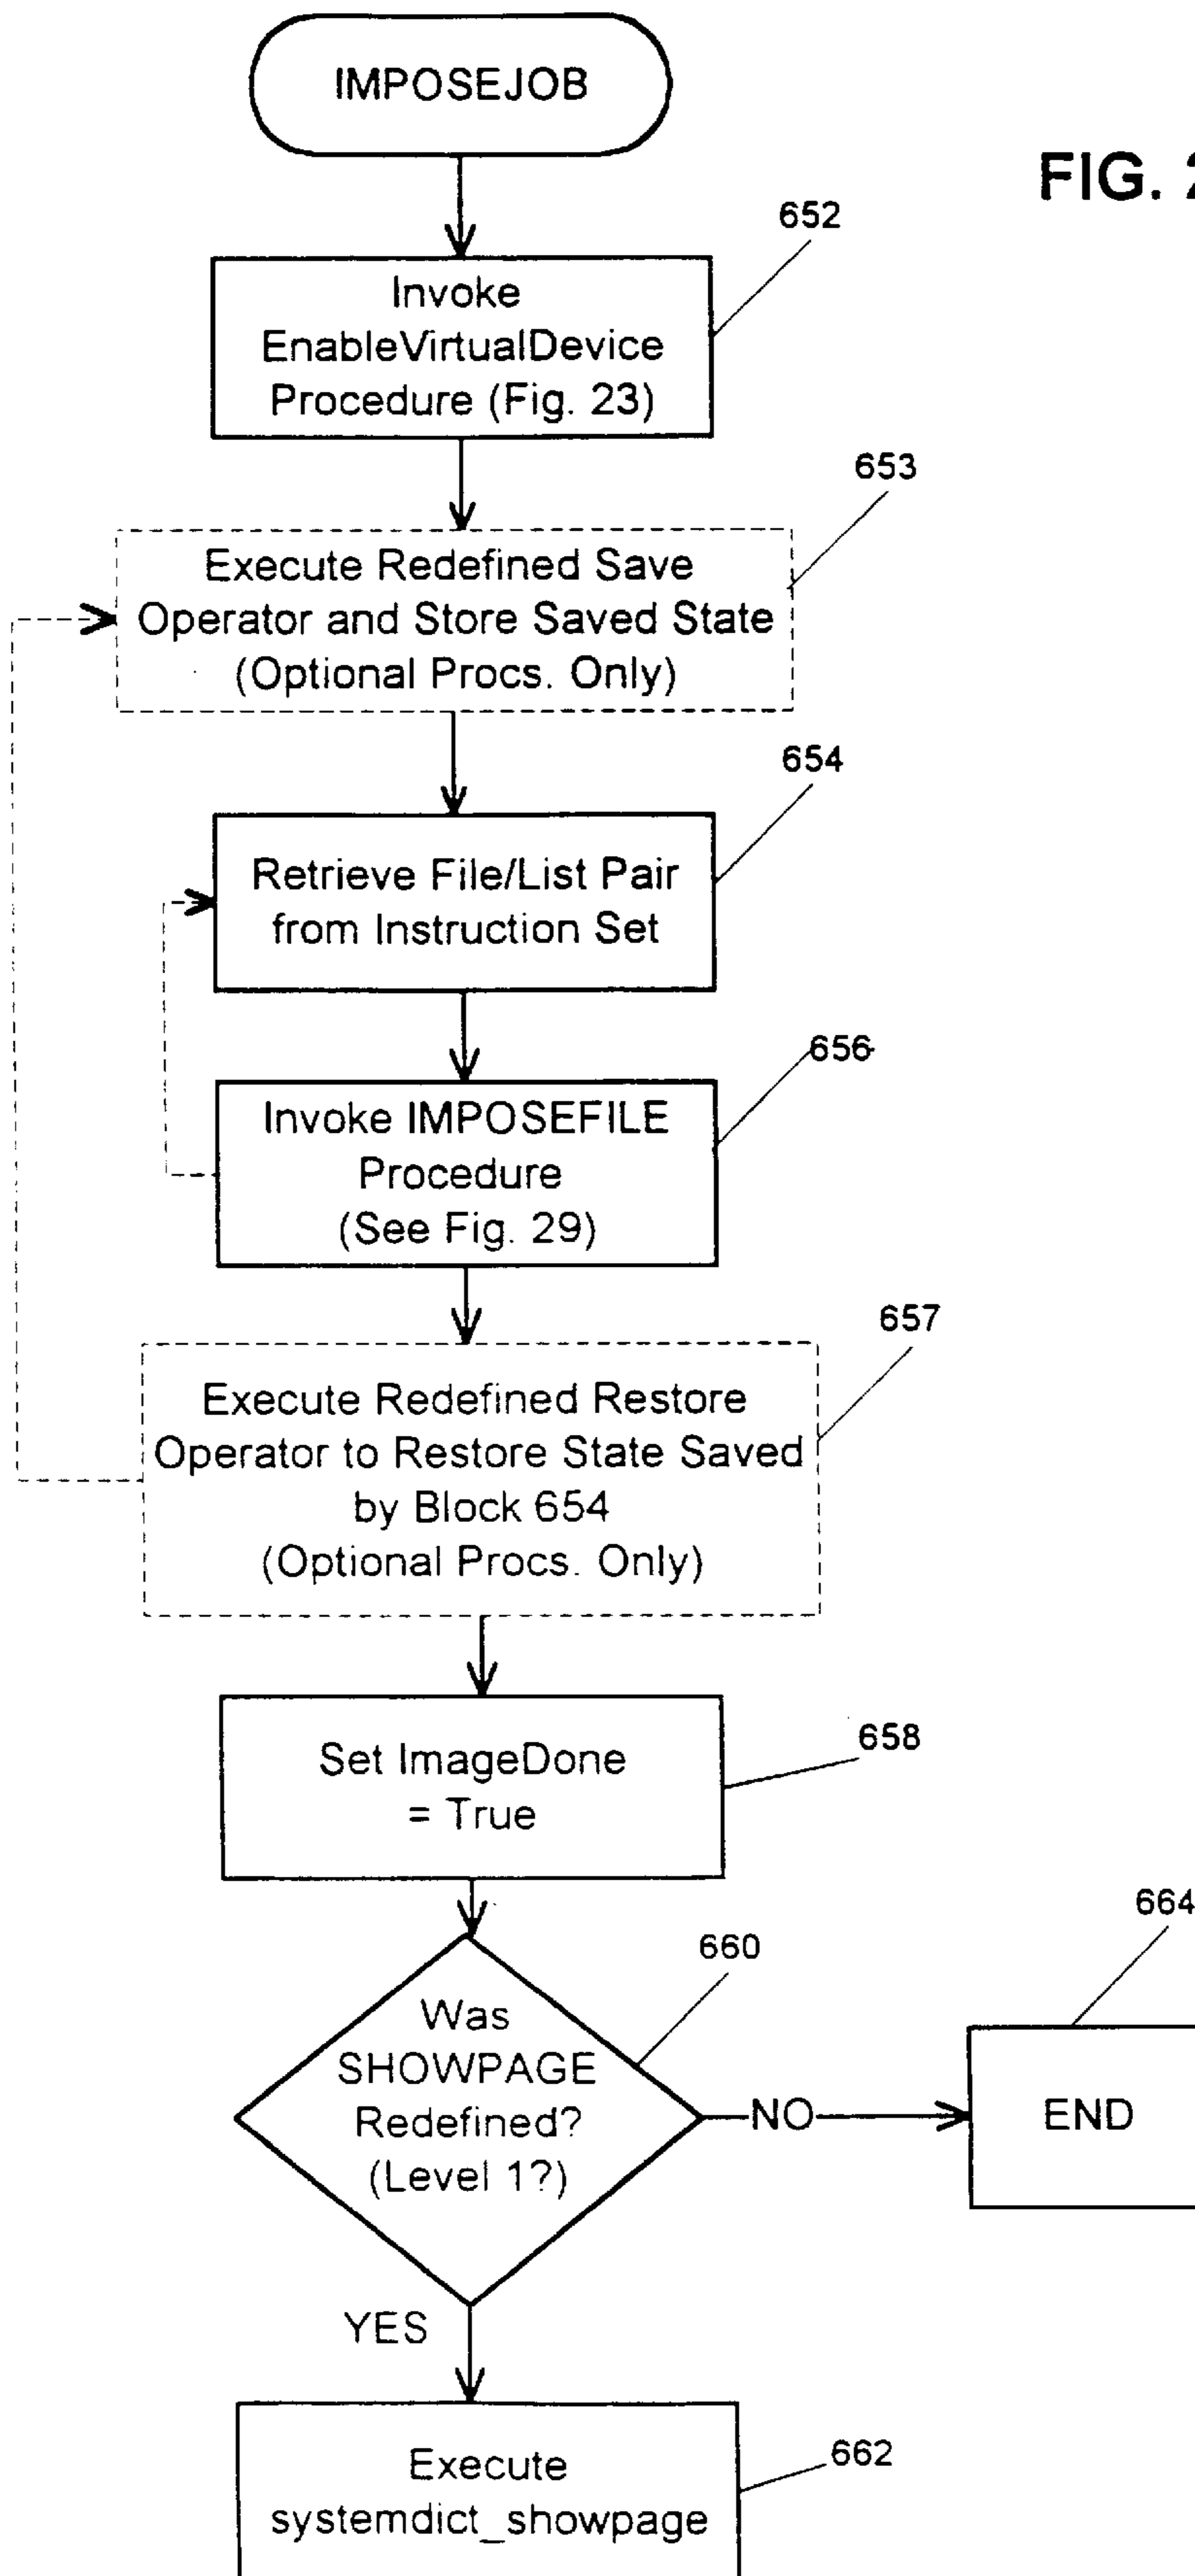 IMPOSEJOB
FIG. 2
652
Invoke
EnableVirtualDevice
Procedure (Fig. 23)
653
Execute Redefined Save
Operator and Store Saved State
(Optional Procs. Only)
654
Retrieve File/List Pair
from Instruction Set
656
Invoke IMPOSEFILE
Procedure
(See Fig. 29)
657
Execute Redefined Restore
Operator to Restore State Saved
by Block 654
(Optional Procs. Only)
658
Set ImageDone
= True
664
660
Was
SHOWPAGE
Redefined?
(Level 1?)
NO
END
YES
662
Execute
systemdict_showpage